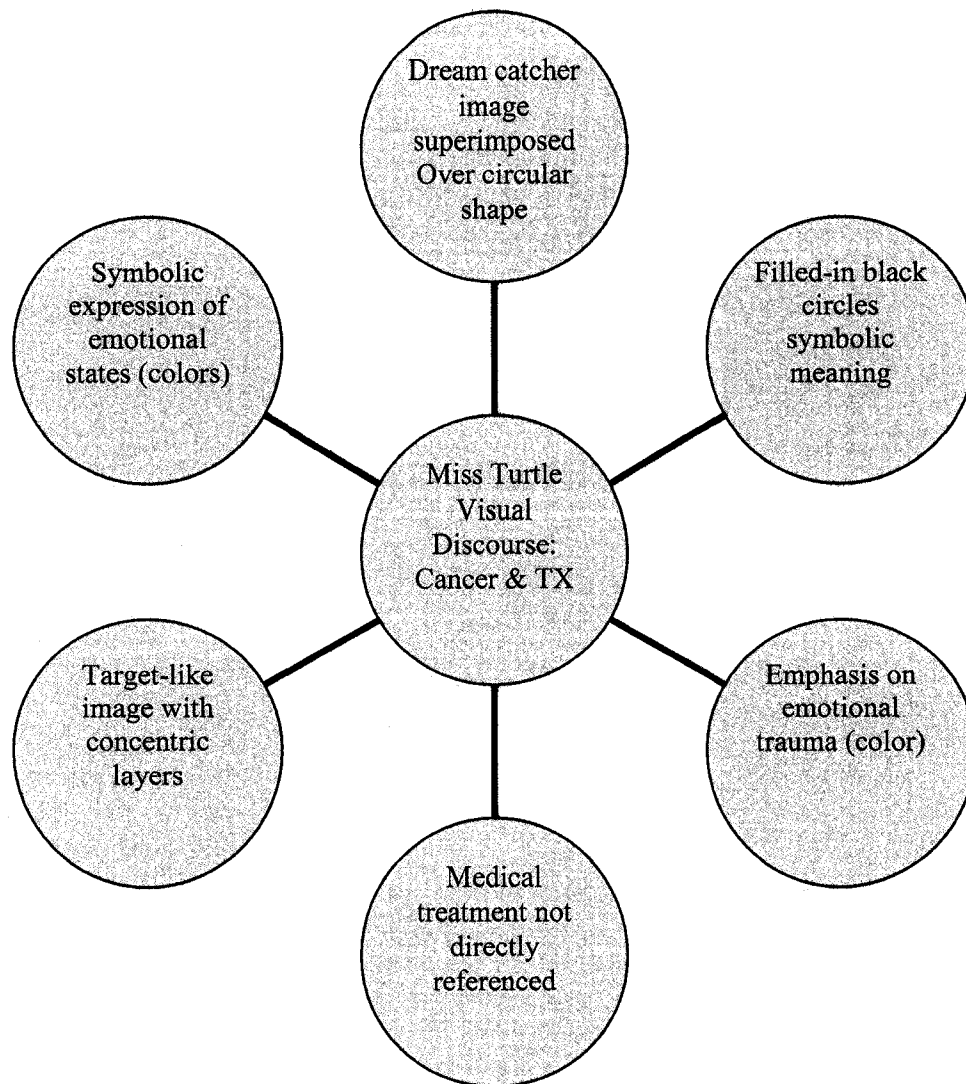 Dream catcher
image
superimposed
Over circular
shape
Symbolic
expression of
emotional
states (colors)
Filled-in black
circles
symbolic
meaning
Miss Turtle
Visual
Discourse:
Cancer & TX
Target-like
image with
concentric
layers
Emphasis on
emotional
trauma (color)
Medical
treatment not
directly
referenced